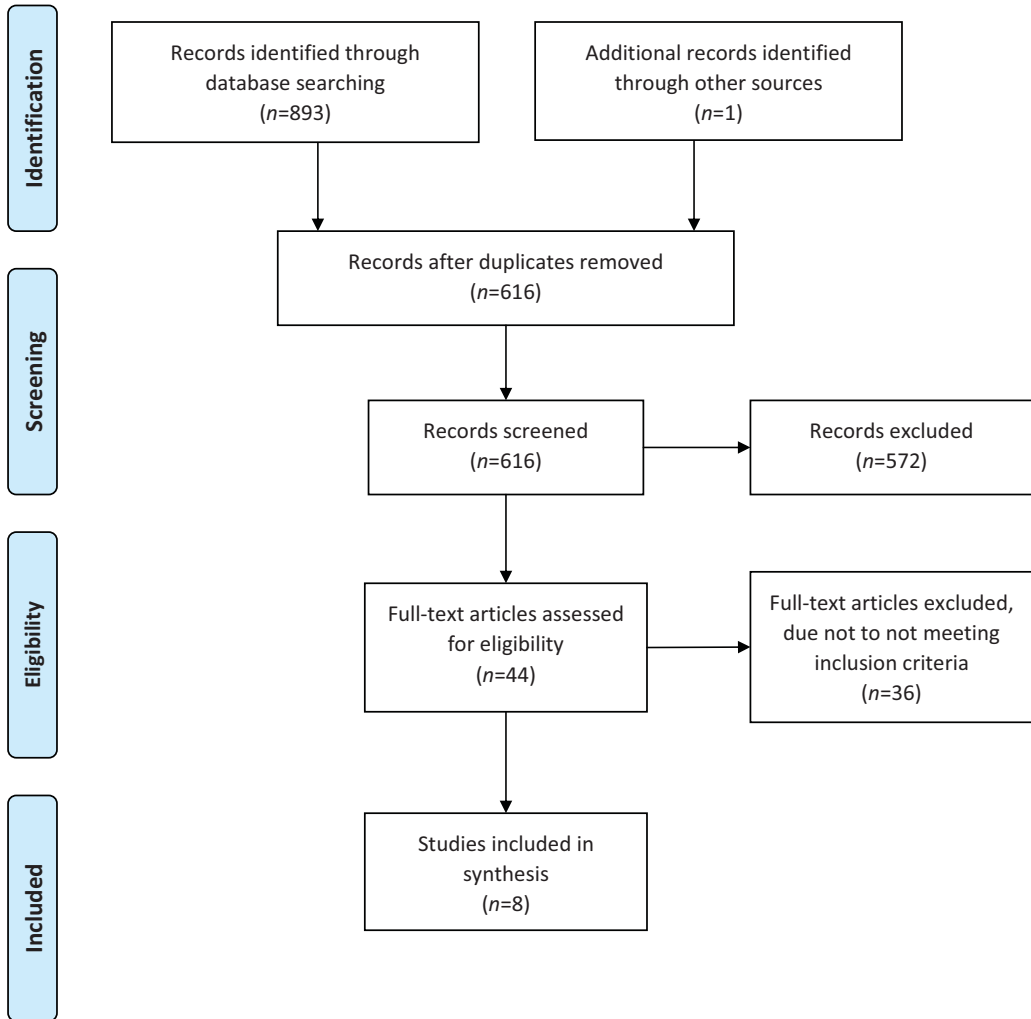 Identification
Records identified through
database searching
(n=893)
Additional records identified
through other sources
(n=1)
Records after duplicates removed
(n=616)
Screening
Records screened
(n=616)
Records excluded
(n=572)
Eligibility
Full-text articles assessed
for eligibility
(n=44)
Full-text articles excluded,
due not to not meeting
inclusion criteria
(n=36)
Included
Studies included in
synthesis
(n=8)